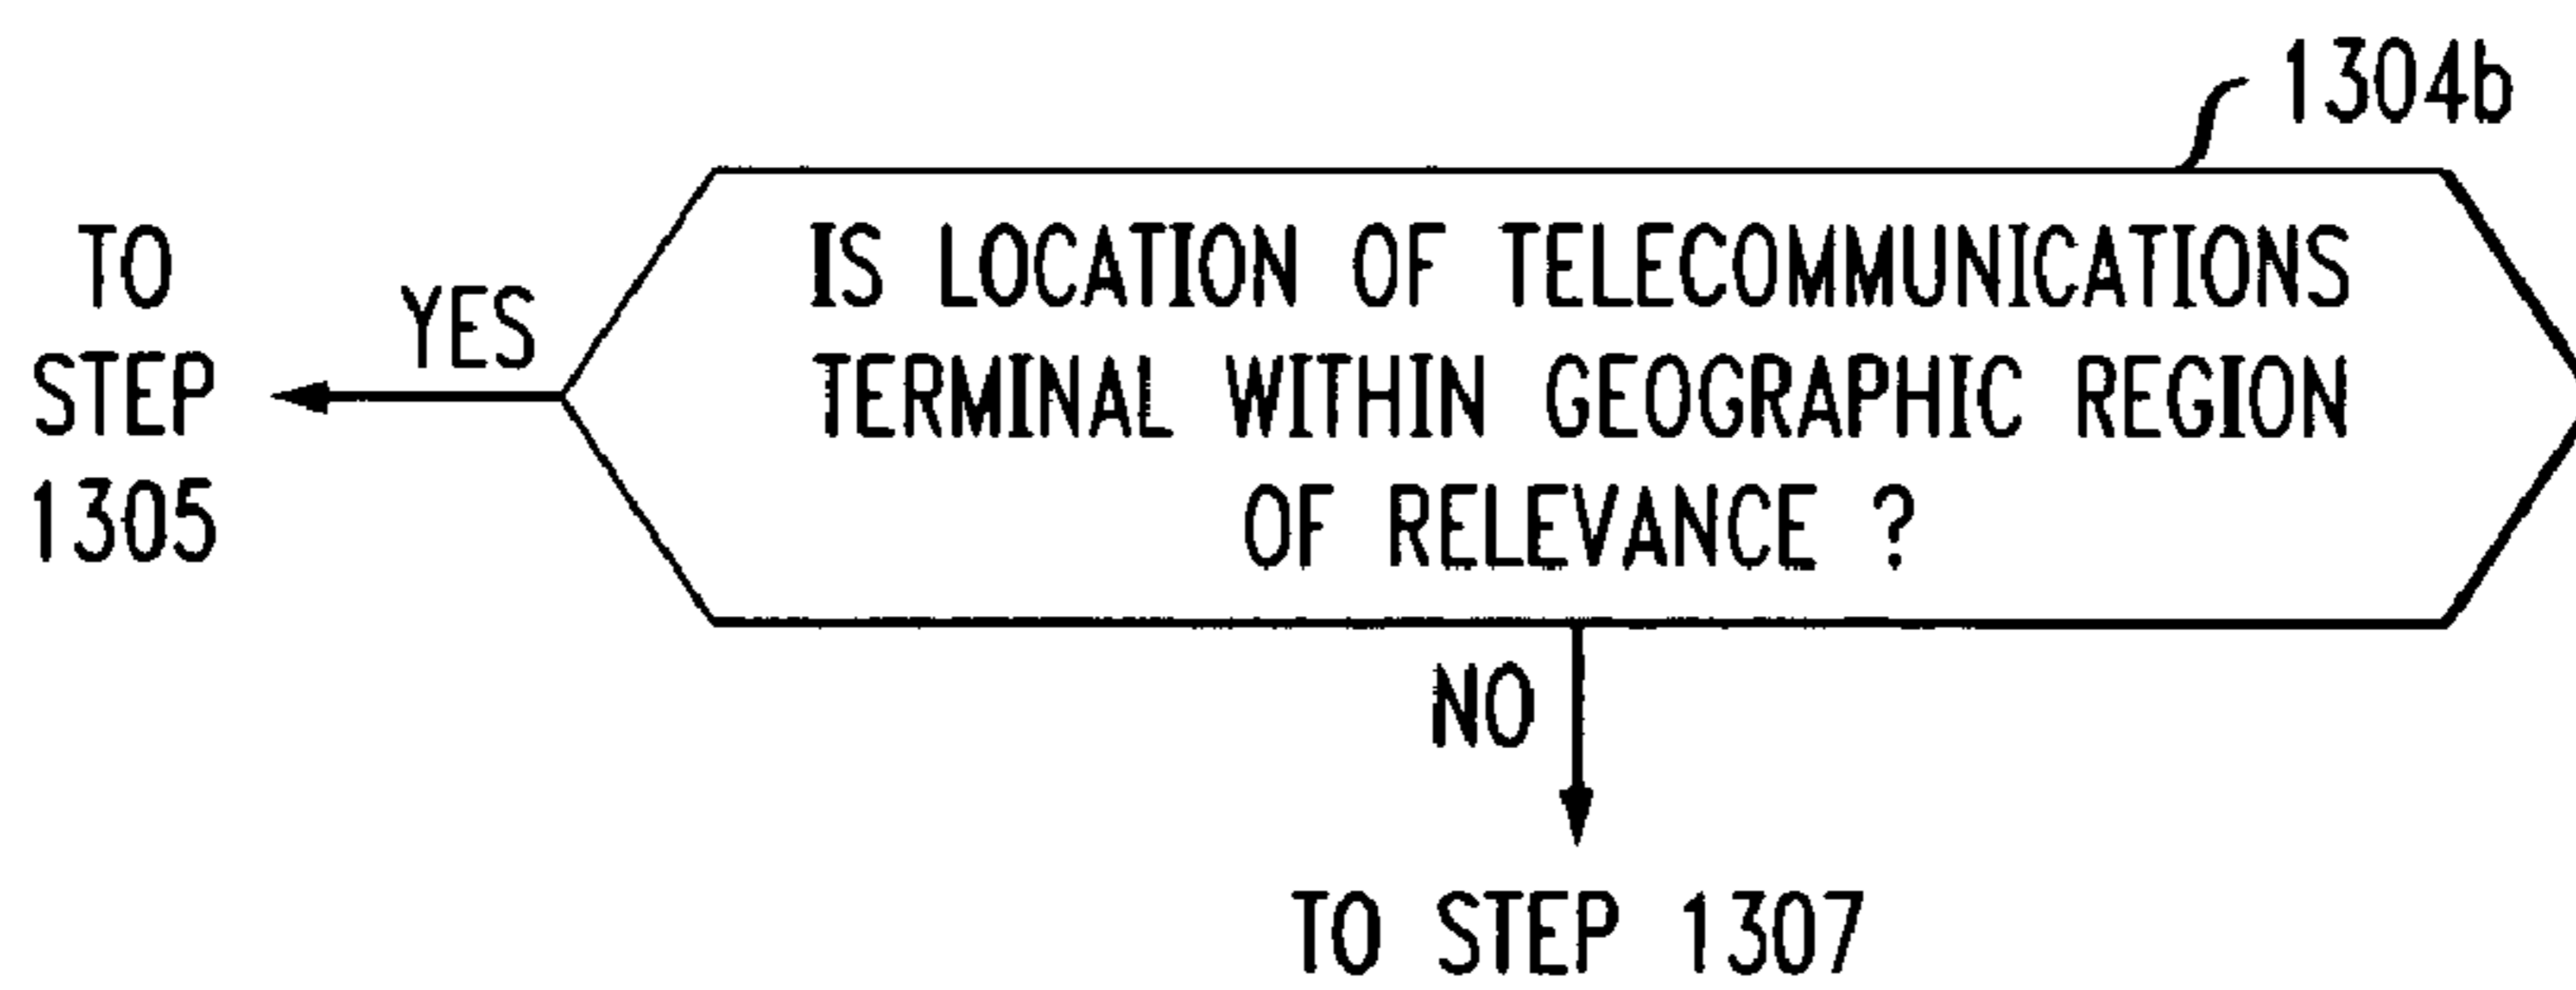 1304b
IS LOCATION OF TELECOMMUNICATIONS
TERMINAL WITHIN GEOGRAPHIC REGION
OF RELEVANCE ?
YES
TO
STEP
1305
NO
TO STEP 1307